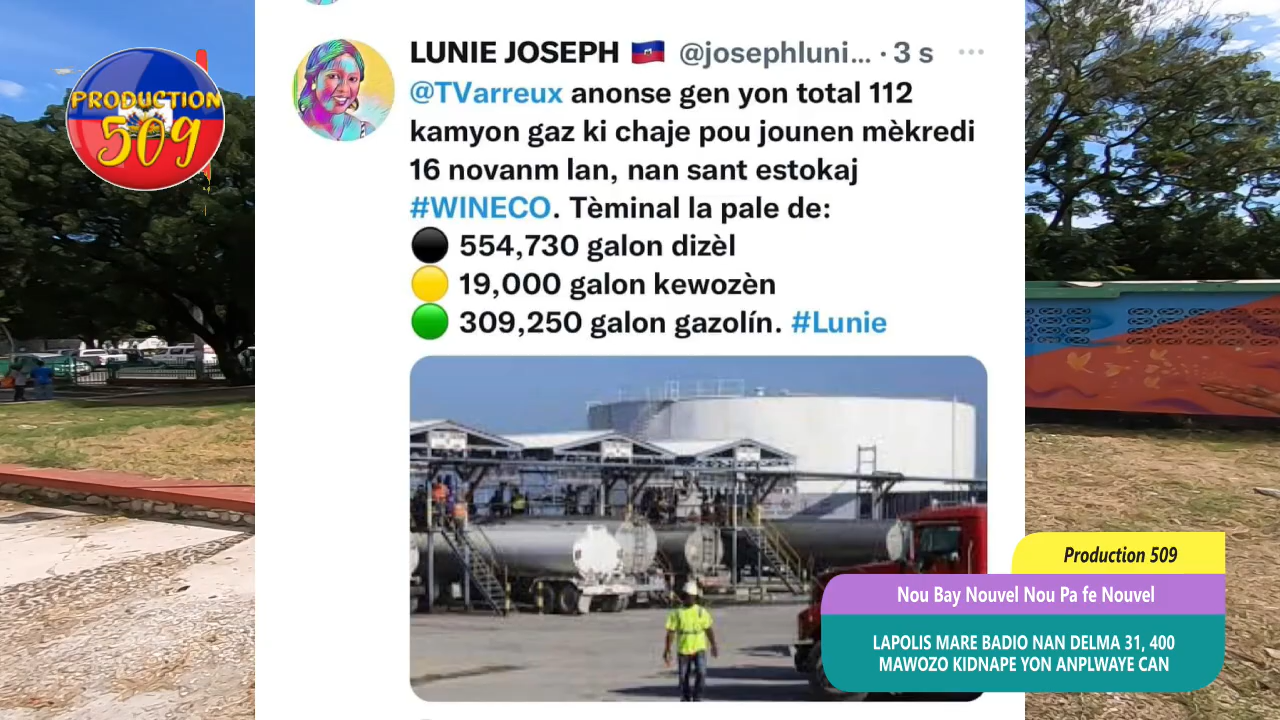 PRODUCTION
509
LUNIE JOSEPH 🇭🇹 @josephluni... · 3 s
@TVarreux anonse gen yon total 112
kamyon gaz ki chaje pou jounen mèkredi
16 novanm lan, nan sant estokaj
#WINECO. Tèminal la pale de:
⚫ 554,730 galon dizèl
🟡 19,000 galon kewozèn
🟢 309,250 galon gazolín. #Lunie
Production 509
Nou Bay Nouvel Nou Pa fe Nouvel
LAPOLIS MARE BADIO NAN DELMA 31, 400
MAWOZO KIDNAPE YON ANPLWAYE CAN